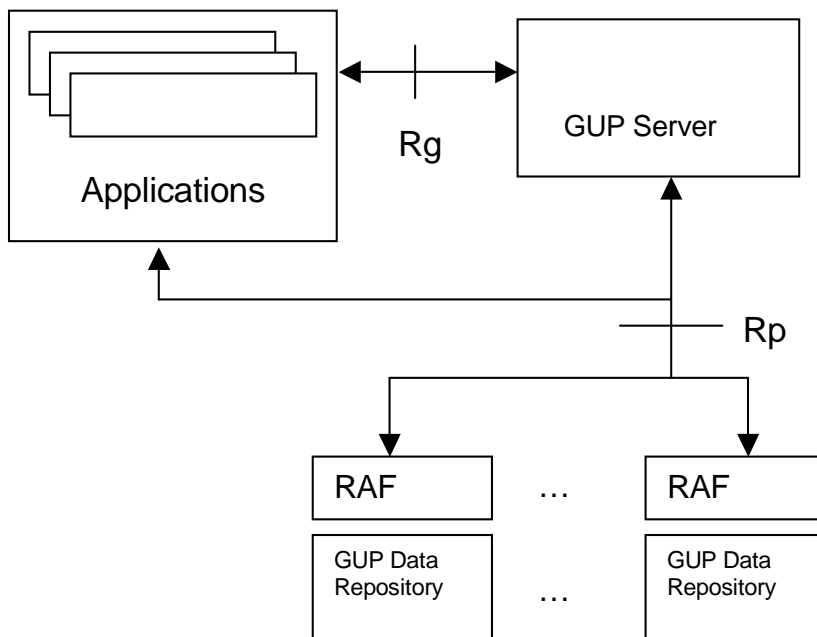 Rg
GUP Server
Applications
Rp
RAF
…
RAF
GUP Data
Repository
…
GUP Data
Repository